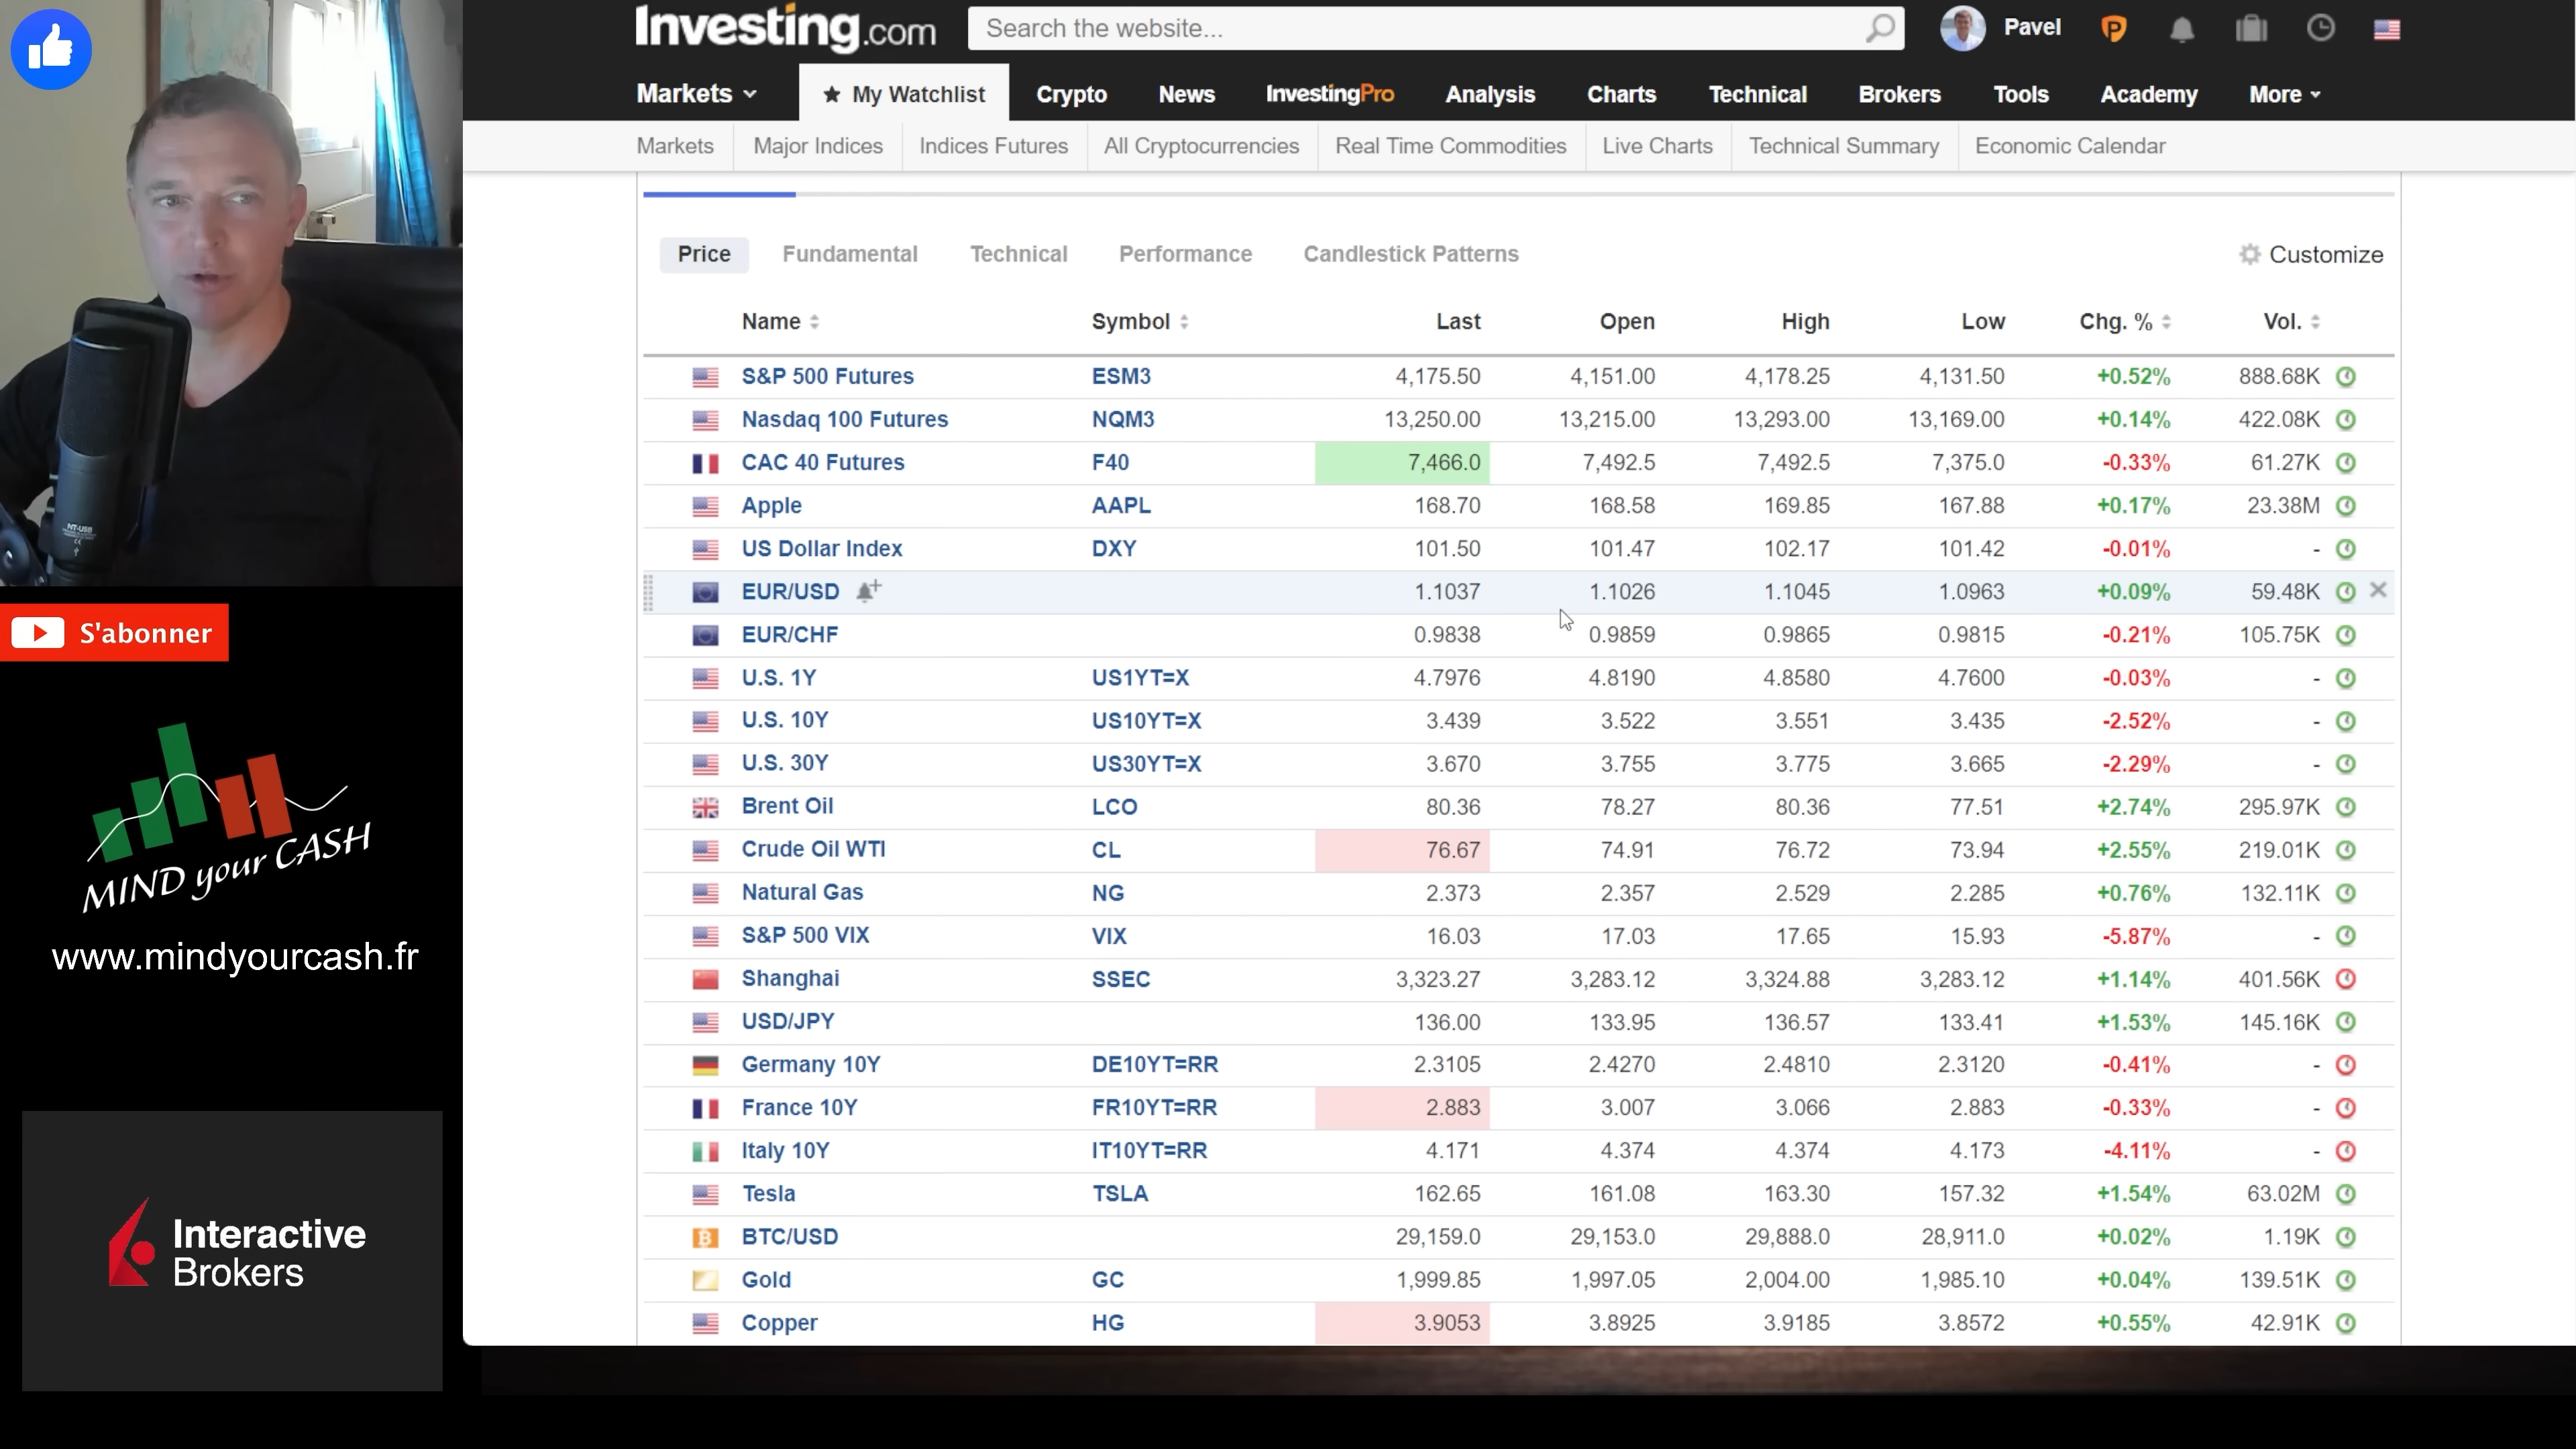 Investing.com
Search the website...
Pavel
Markets
My Watchlist
Crypto
News
InvestingPro
Analysis
Charts
Technical
Brokers
Tools
Academy
More
Markets
Major Indices
Indices Futures
All Cryptocurrencies
Real Time Commodities
Live Charts
Technical Summary
Economic Calendar
Price
Fundamental
Technical
Performance
Candlestick Patterns
Customize
Name Symbol Last Open High Low Chg. % Vol.
S&P 500 Futures ESM3 4,175.50 4,151.00 4,178.25 4,131.50 +0.52% 888.68K
Nasdaq 100 Futures NQM3 13,250.00 13,215.00 13,293.00 13,169.00 +0.14% 422.08K
CAC 40 Futures F40 7,466.0 7,492.5 7,492.5 7,375.0 -0.33% 61.27K
Apple AAPL 168.70 168.58 169.85 167.88 +0.17% 23.38M
US Dollar Index DXY 101.50 101.47 102.17 101.42 -0.01% -
EUR/USD 1.1037 1.1026 1.1045 1.0963 +0.09% 59.48K
EUR/CHF 0.9838 0.9859 0.9865 0.9815 -0.21% 105.75K
U.S. 1Y US1YT=X 4.7976 4.8190 4.8580 4.7600 -0.03% -
U.S. 10Y US10YT=X 3.439 3.522 3.551 3.435 -2.52% -
U.S. 30Y US30YT=X 3.670 3.755 3.775 3.665 -2.29% -
Brent Oil LCO 80.36 78.27 80.36 77.51 +2.74% 295.97K
Crude Oil WTI CL 76.67 74.91 76.72 73.94 +2.55% 219.01K
Natural Gas NG 2.373 2.357 2.529 2.285 +0.76% 132.11K
S&P 500 VIX VIX 16.03 17.03 17.65 15.93 -5.87% -
Shanghai SSEC 3,323.27 3,283.12 3,324.88 3,283.12 +1.14% 401.56K
USD/JPY 136.00 133.95 136.57 133.41 +1.53% 145.16K
Germany 10Y DE10YT=RR 2.3105 2.4270 2.4810 2.3120 -0.41% -
France 10Y FR10YT=RR 2.883 3.007 3.066 2.883 -0.33% -
Italy 10Y IT10YT=RR 4.171 4.374 4.374 4.173 -4.11% -
Tesla TSLA 162.65 161.08 163.30 157.32 +1.54% 63.02M
BTC/USD 29,159.0 29,153.0 29,888.0 28,911.0 +0.02% 1.19K
Gold GC 1,999.85 1,997.05 2,004.00 1,985.10 +0.04% 139.51K
Copper HG 3.9053 3.8925 3.9185 3.8572 +0.55% 42.91K
NT-USB
S'abonner
MIND your CASH
www.mindyourcash.fr
Interactive
Brokers